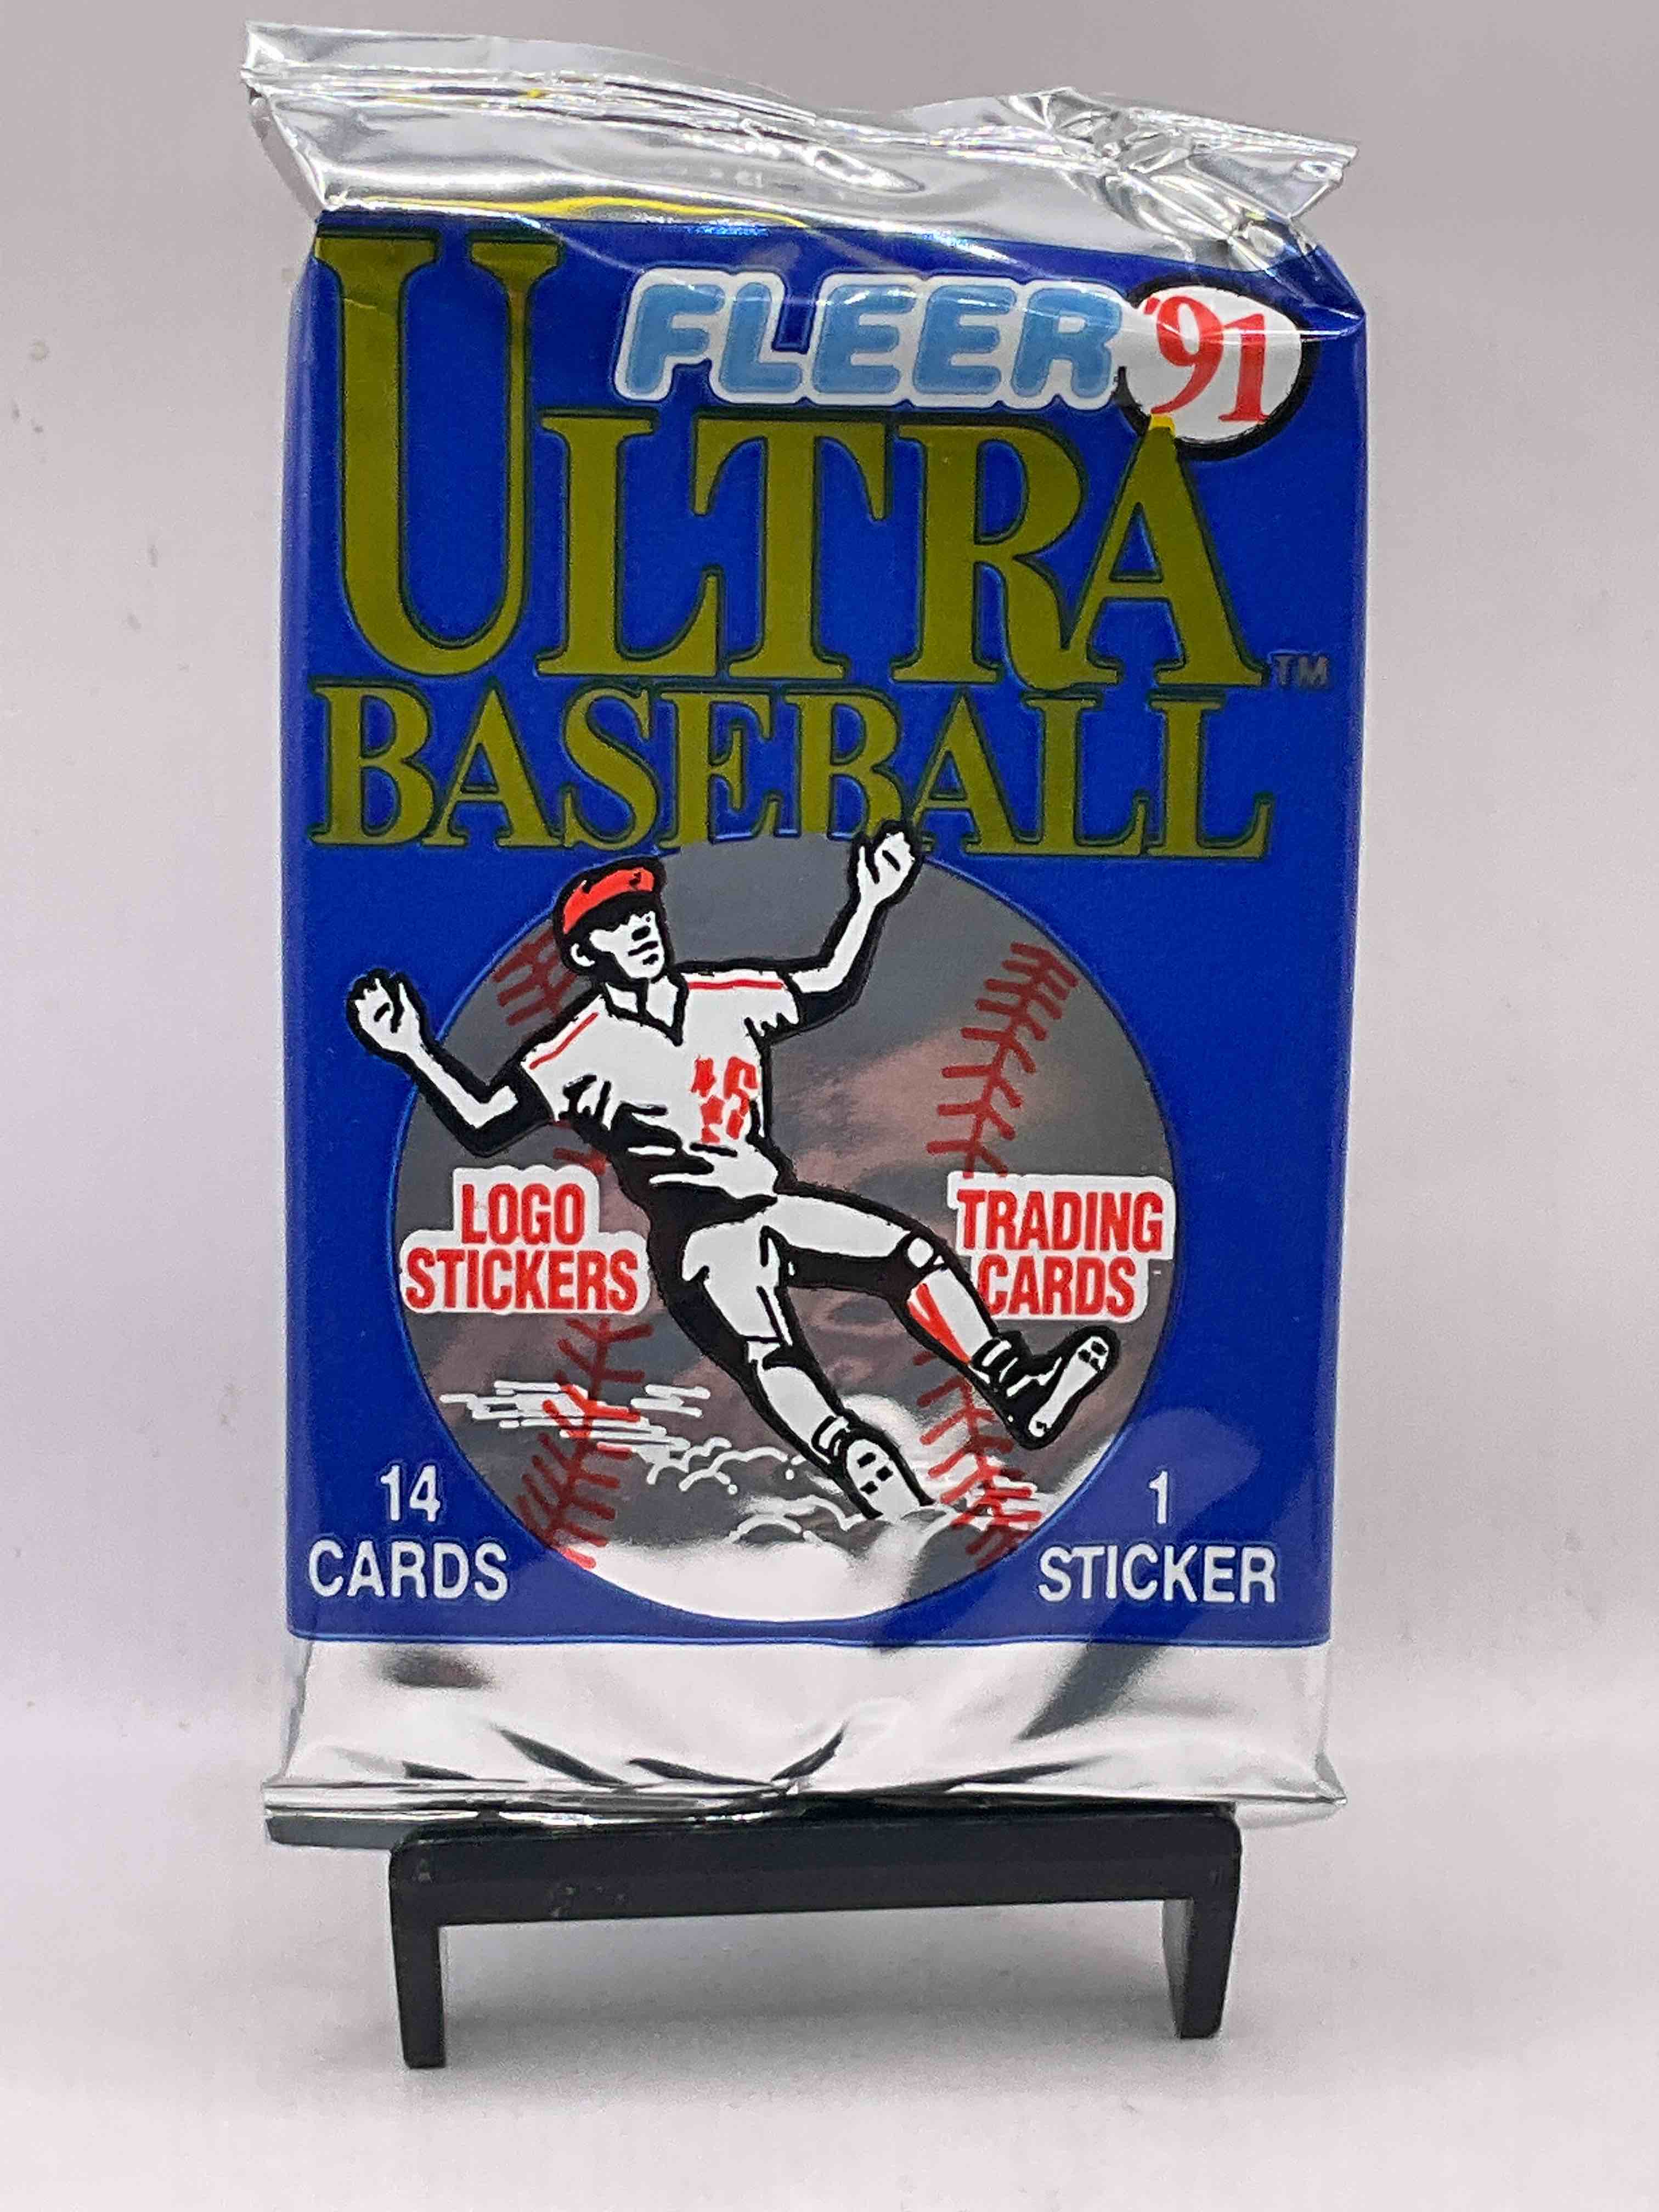 FLEER '91
ULTRA™
BASEBALL
LOGO
STICKERS
TRADING
CARDS
14
CARDS
1
STICKER